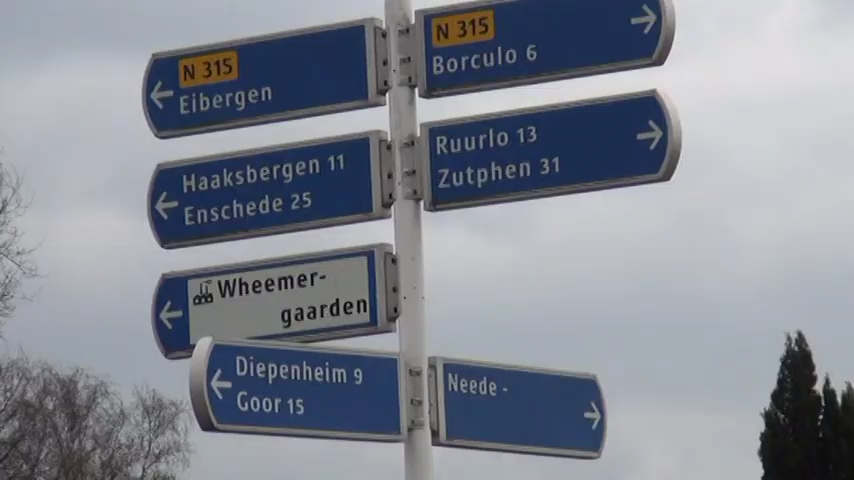 N 315
Eibergen
N 315
Borculo 6
Haaksbergen 11
Enschede 25
Ruurlo 13
Zutphen 31
Wheemer-
gaarden
Diepenheim 9
Goor 15
Neede -